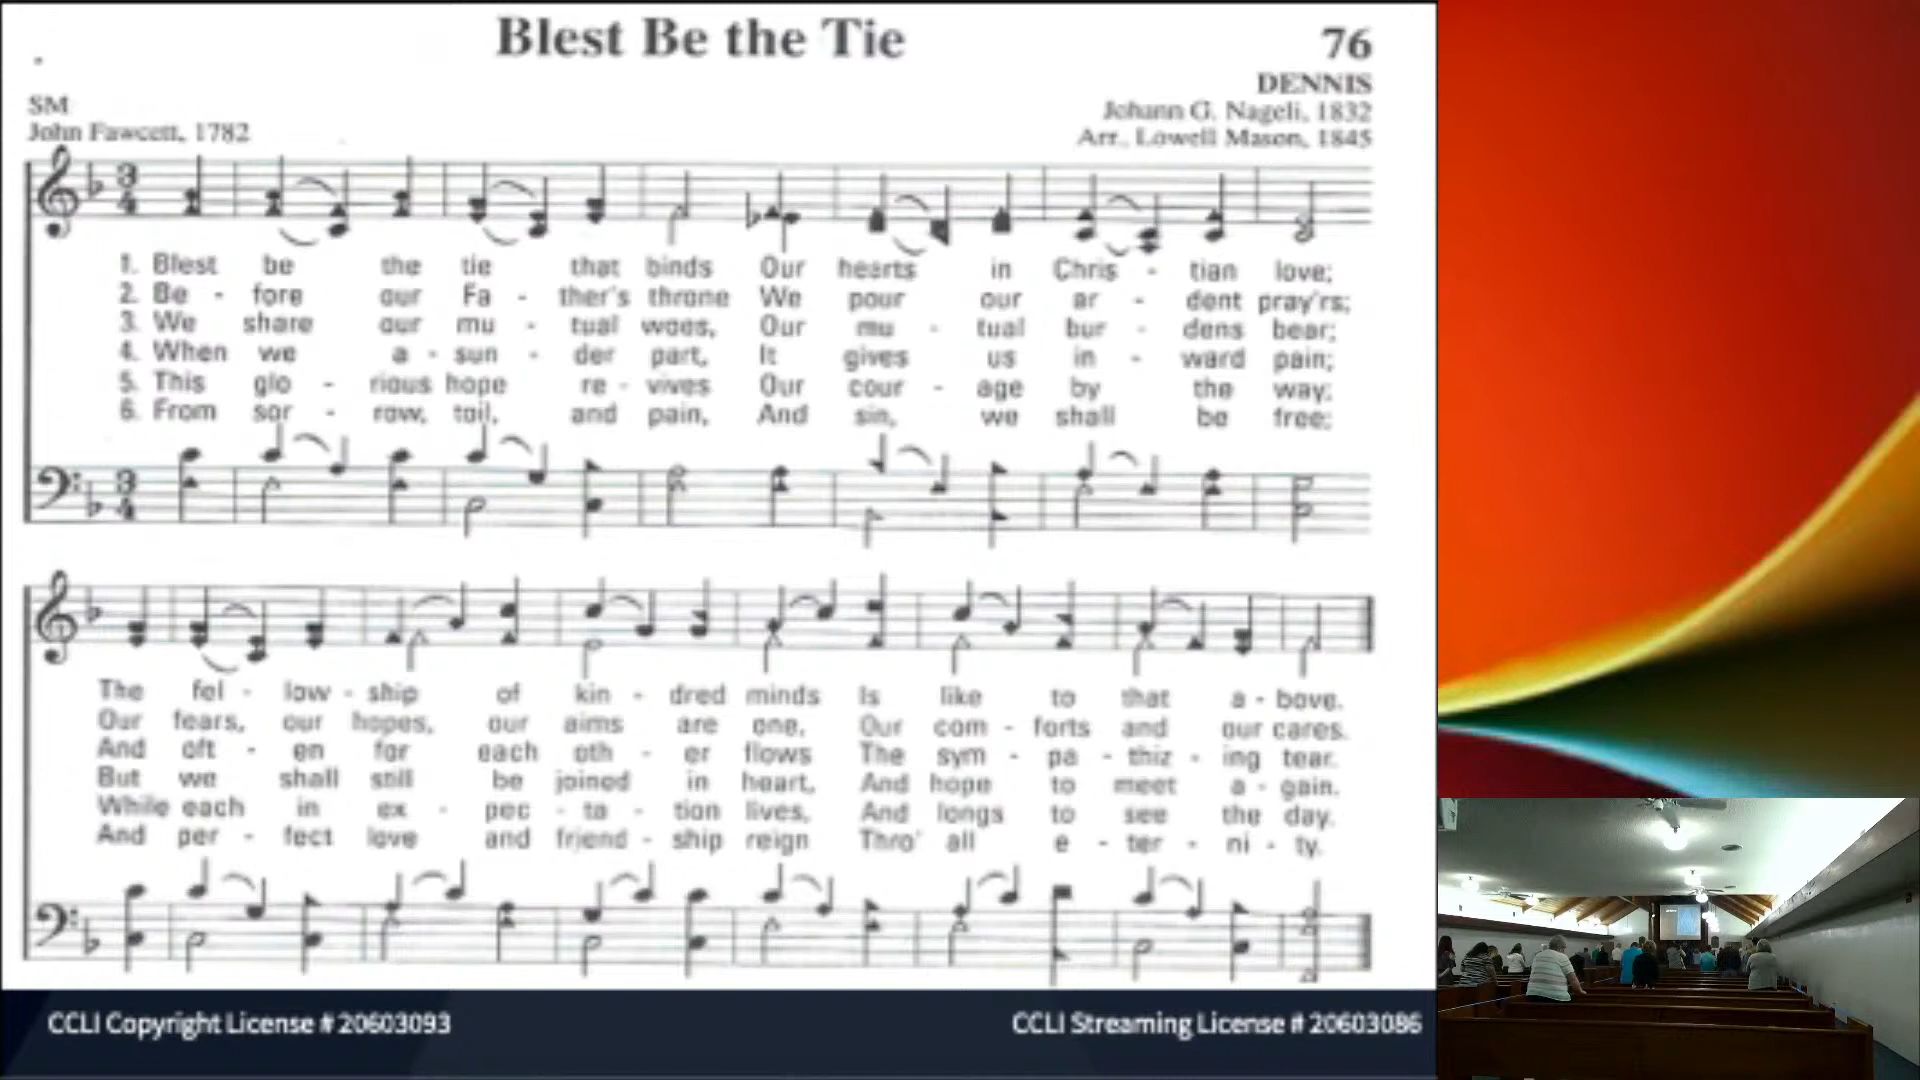 Blest Be the Tie
76
DENNIS
SM
Johann G. Nageli, 1832
John Fawcett, 1782
Arr., Lowell Mason, 1845
3
4
1. Blest be the tie that binds Our hearts in Chris - tian love;
2. Be - fore our Fa - ther's throne We pour our ar - dent pray'rs;
3. We share our mu - tual woes, Our mu - tual bur - dens bear;
4. When we a - sun - der part, It gives us in - ward pain;
5. This glo - rious hope re - vives Our cour - age by the way;
6. From sor - row, toil, and pain, And sin, we shall be free;
3
4
The fel - low - ship of kin - dred minds Is like to that a - bove.
Our fears, our hopes, our aims are one, Our com - forts and our cares.
And oft - en for each oth - er flows The sym - pa - thiz - ing tear.
But we shall still be joined in heart, And hope to meet a - gain.
While each in ex - pec - ta - tion lives, And longs to see the day.
And per - fect love and friend - ship reign Thro' all e - ter - ni - ty.
CCLI Copyright License # 20603093
CCLI Streaming License # 20603086